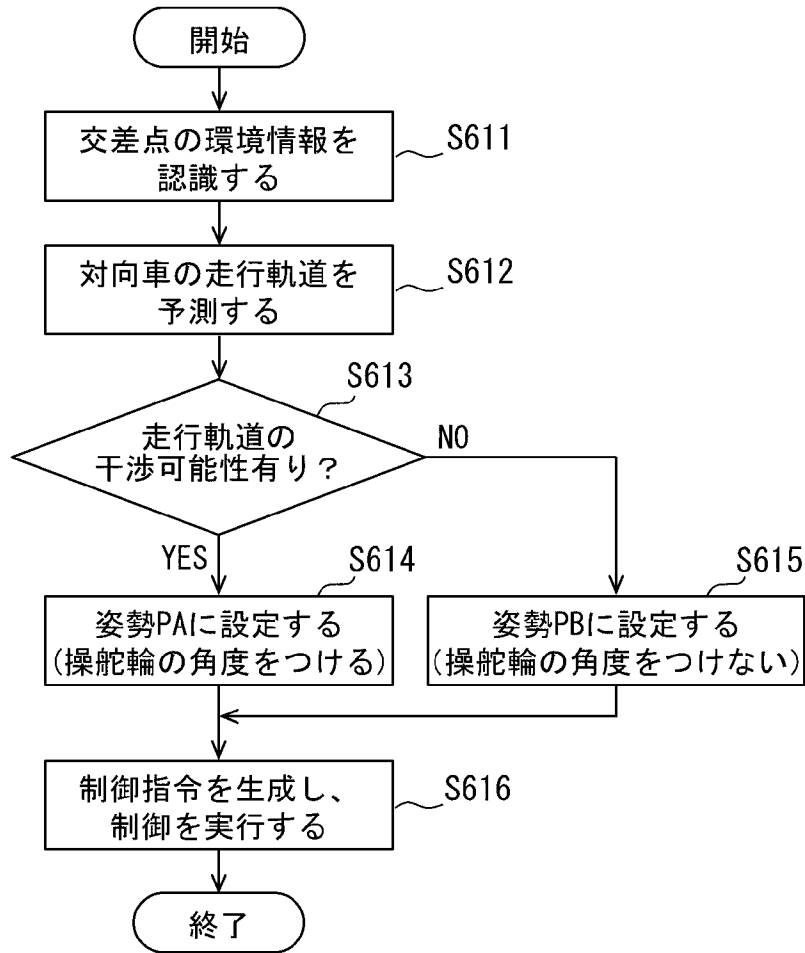 開始
交差点の環境情報を
認識する
S611
対向車の走行軌道を
予測する
S612
S613
走行軌道の
干渉可能性有り？
NO
YES
S614
姿勢PAに設定する
(操舵輪の角度をつける)
S615
姿勢PBに設定する
(操舵輪の角度をつけない)
制御指令を生成し、
制御を実行する
S616
終了